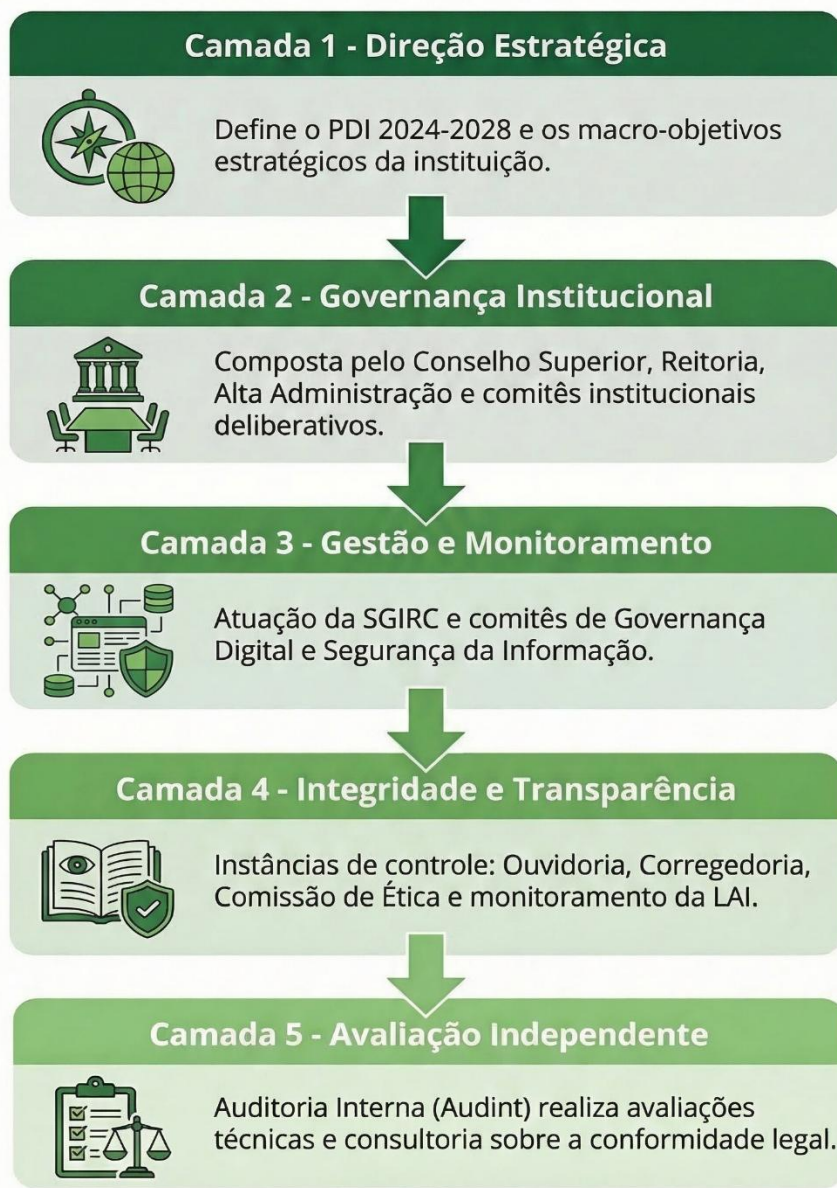 Camada 1 - Direção Estratégica
Define o PDI 2024-2028 e os macro-objetivos
estratégicos da instituição.
Camada 2 - Governança Institucional
Composta pelo Conselho Superior, Reitoria,
Alta Administração e comitês institucionais
deliberativos.
Camada 3 - Gestão e Monitoramento
Atuação da SGIRC e comitês de Governança
Digital e Segurança da Informação.
Camada 4 - Integridade e Transparência
Instâncias de controle: Ouvidoria, Corregedoria,
Comissão de Ética e monitoramento da LAI.
Camada 5 - Avaliação Independente
Auditoria Interna (Audint) realiza avaliações
técnicas e consultoria sobre a conformidade legal.